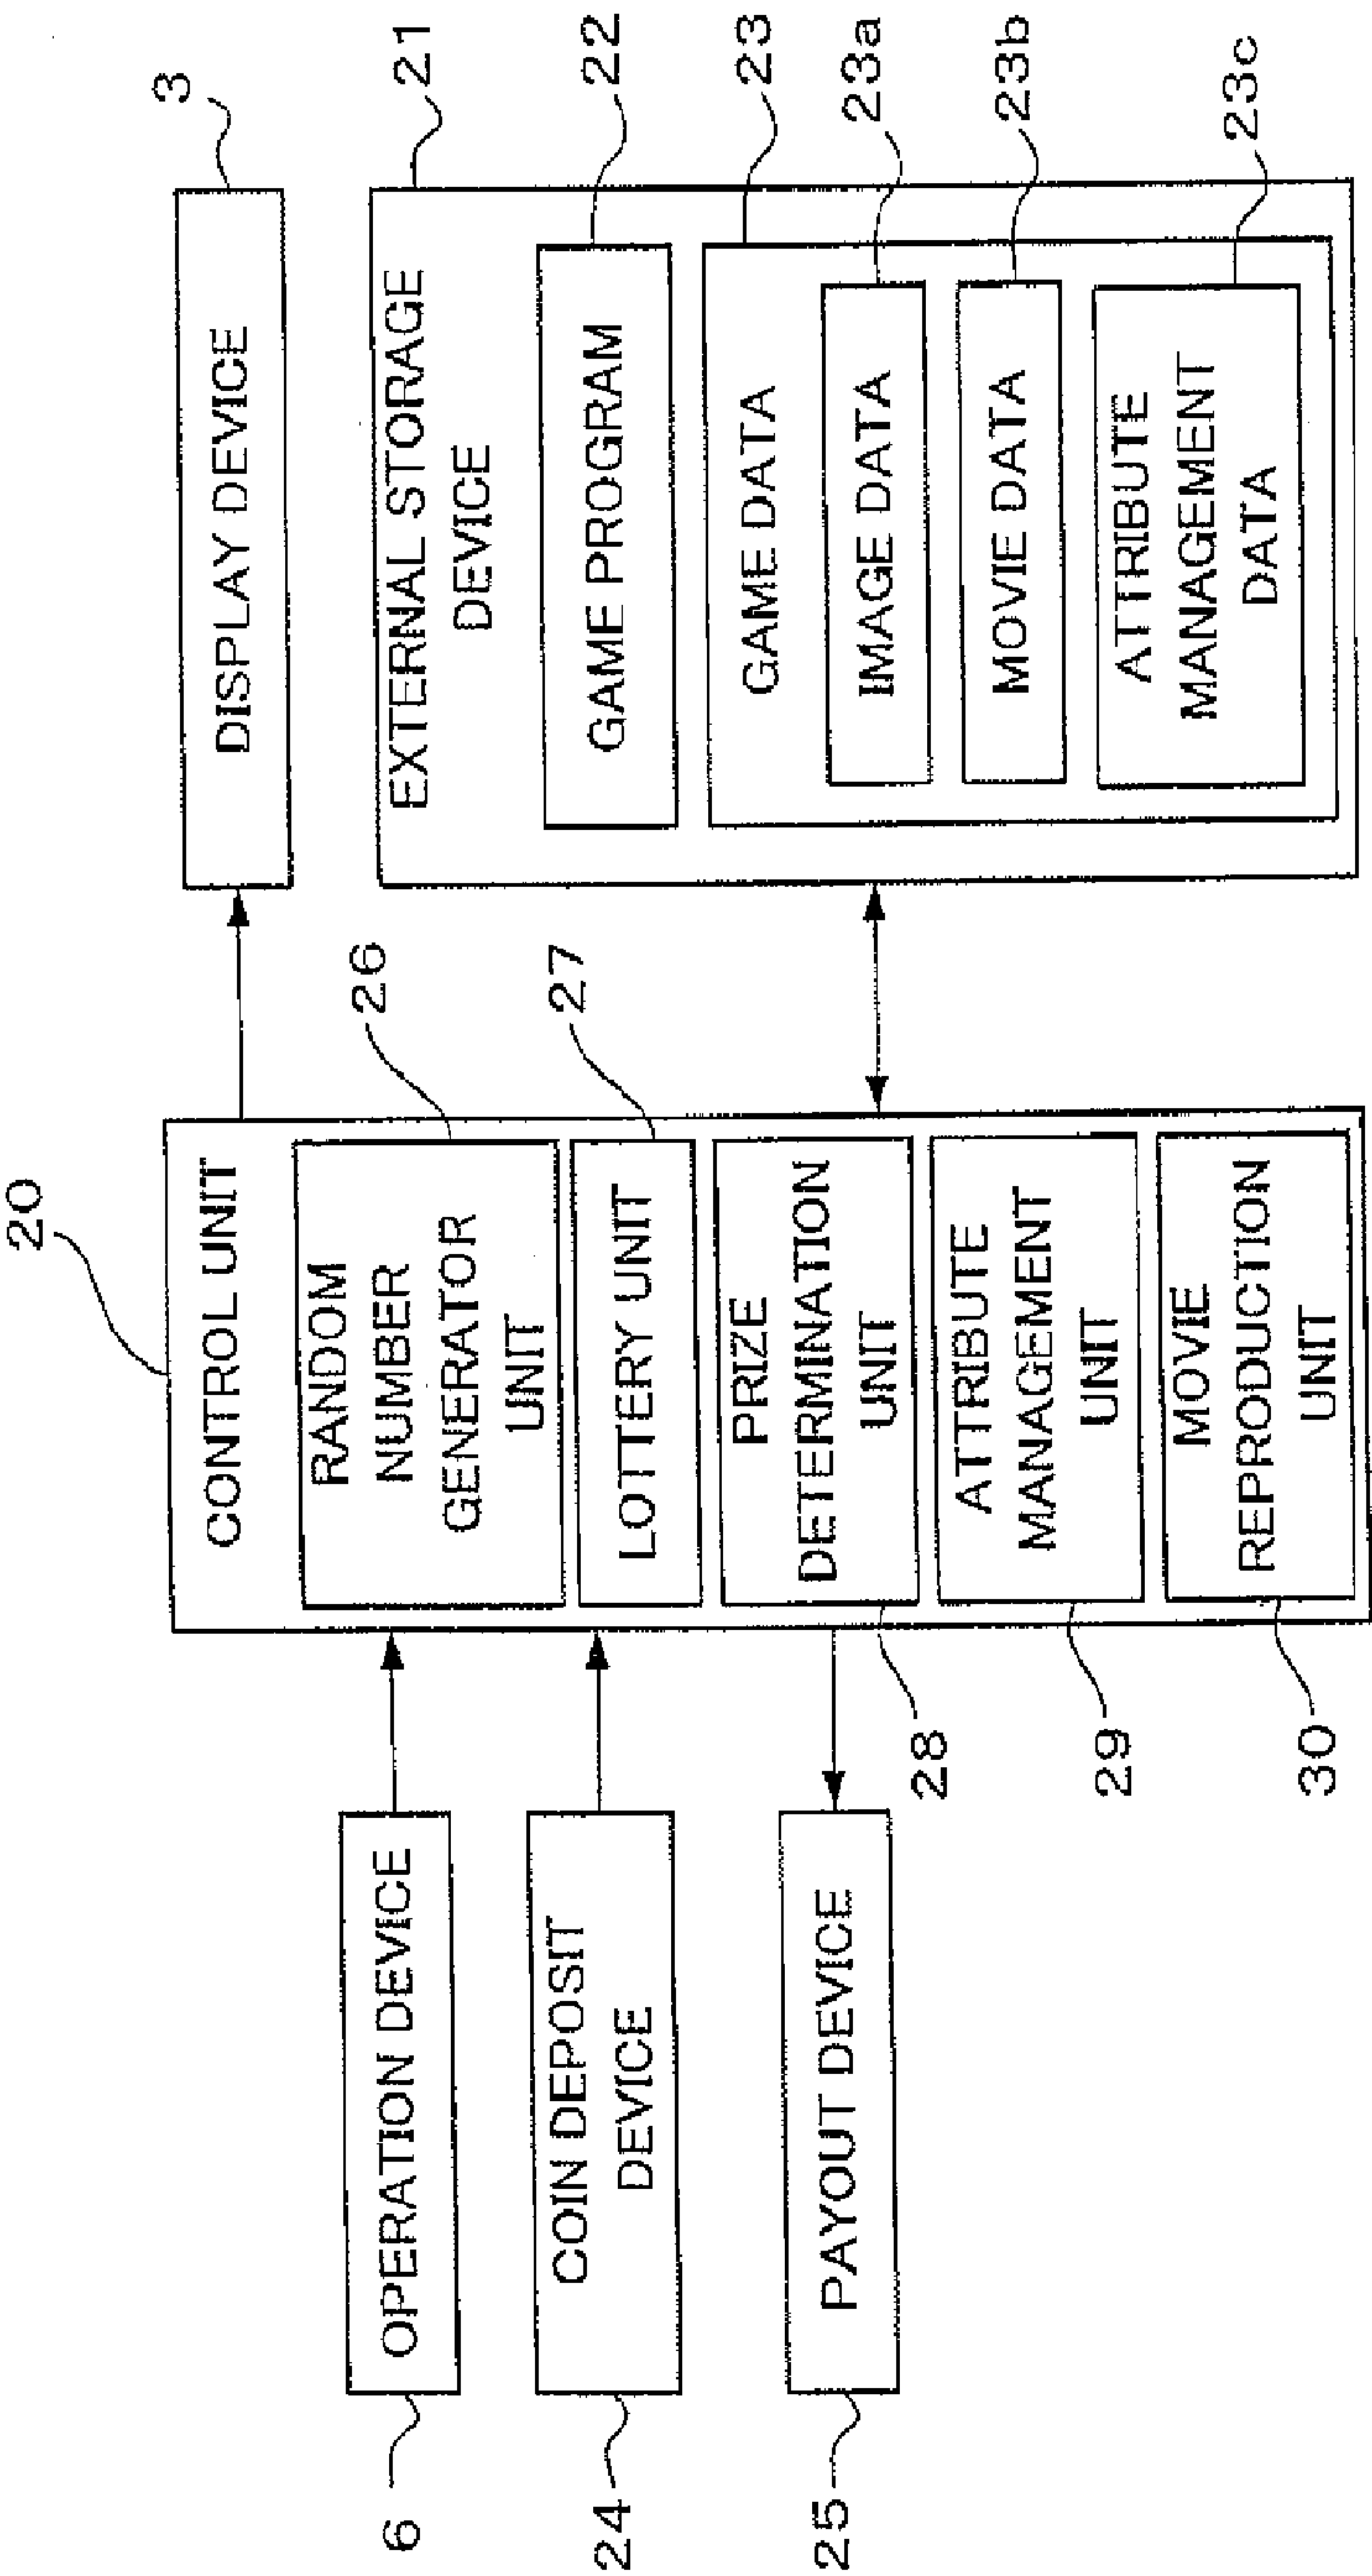 20
CONTROL UNIT
RANDOM
NUMBER
GENERATOR
UNIT
26
LOTTERY UNIT
27
PRIZE
DETERMINATION
UNIT
28
ATTRIBUTE
MANAGEMENT
UNIT
29
MOVIE
REPRODUCTION
UNIT
30
OPERATION DEVICE
6
COIN DEPOSIT
DEVICE
24
PAYOUT DEVICE
25
DISPLAY DEVICE
3
EXTERNAL STORAGE
DEVICE
21
GAME PROGRAM
22
GAME DATA
23
IMAGE DATA
23a
MOVIE DATA
23b
ATTRIBUTE
MANAGEMENT
DATA
23c